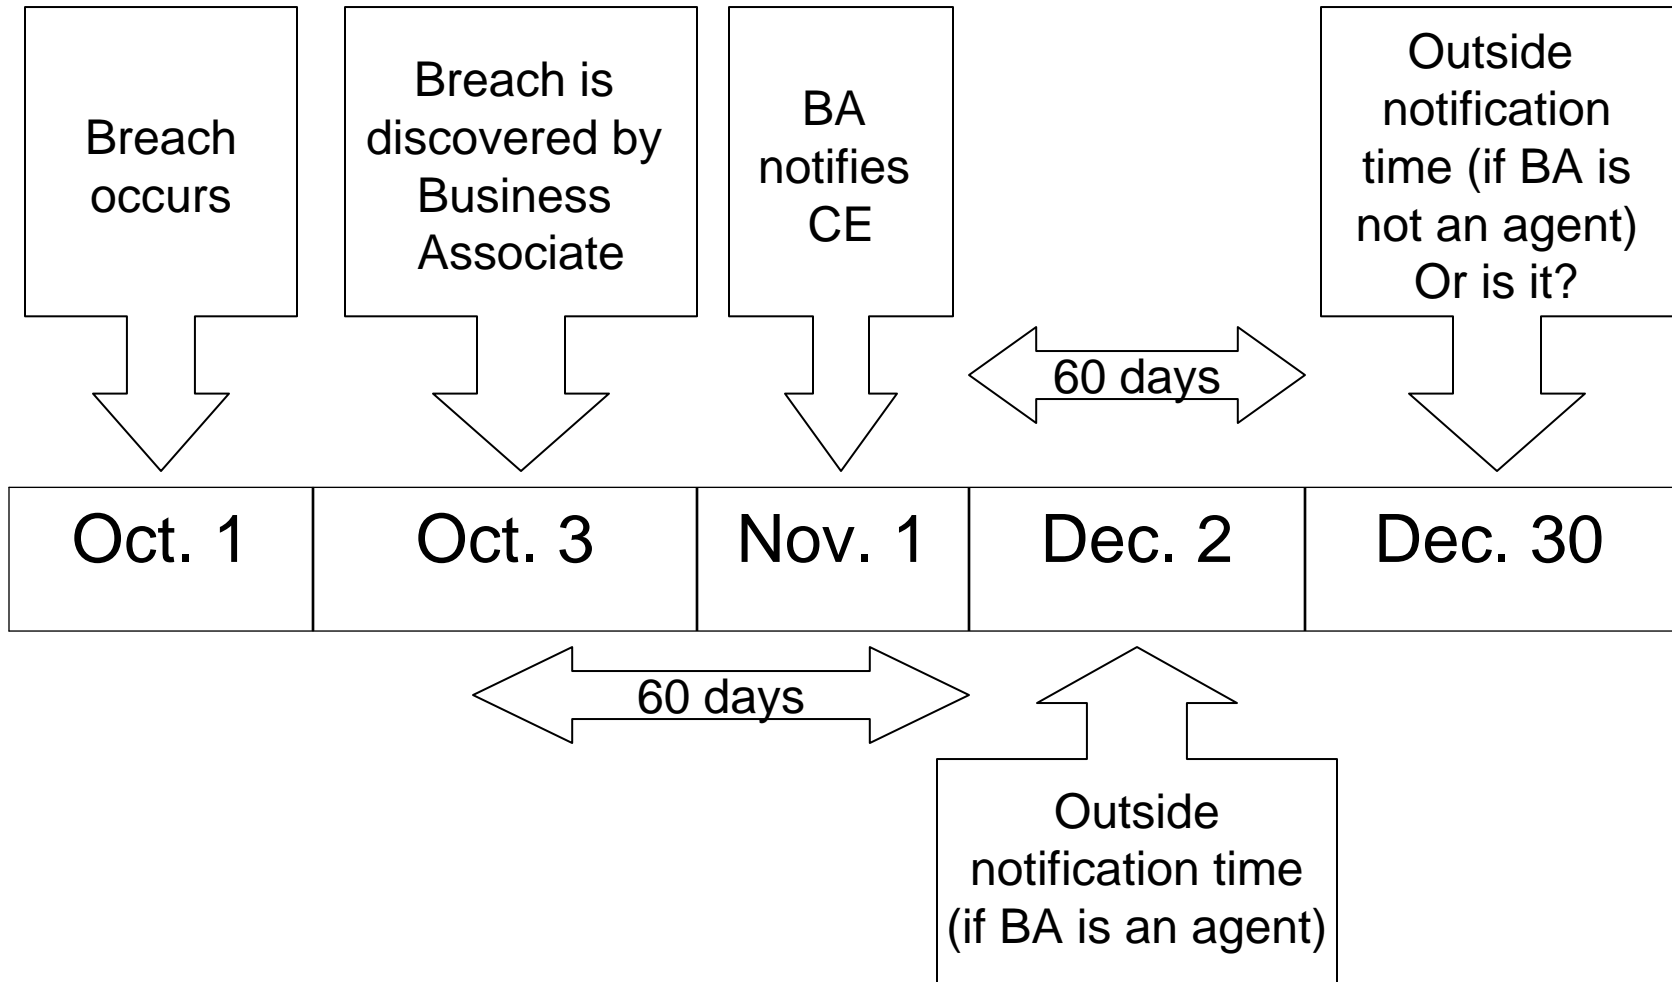 Breach
occurs
Breach is
discovered by
Business
Associate
BA
notifies
CE
Outside
notification
time (if BA is
not an agent)
Or is it?
60 days
Oct. 1
Oct. 3
Nov. 1
Dec. 2
Dec. 30
60 days
Outside
notification time
(if BA is an agent)